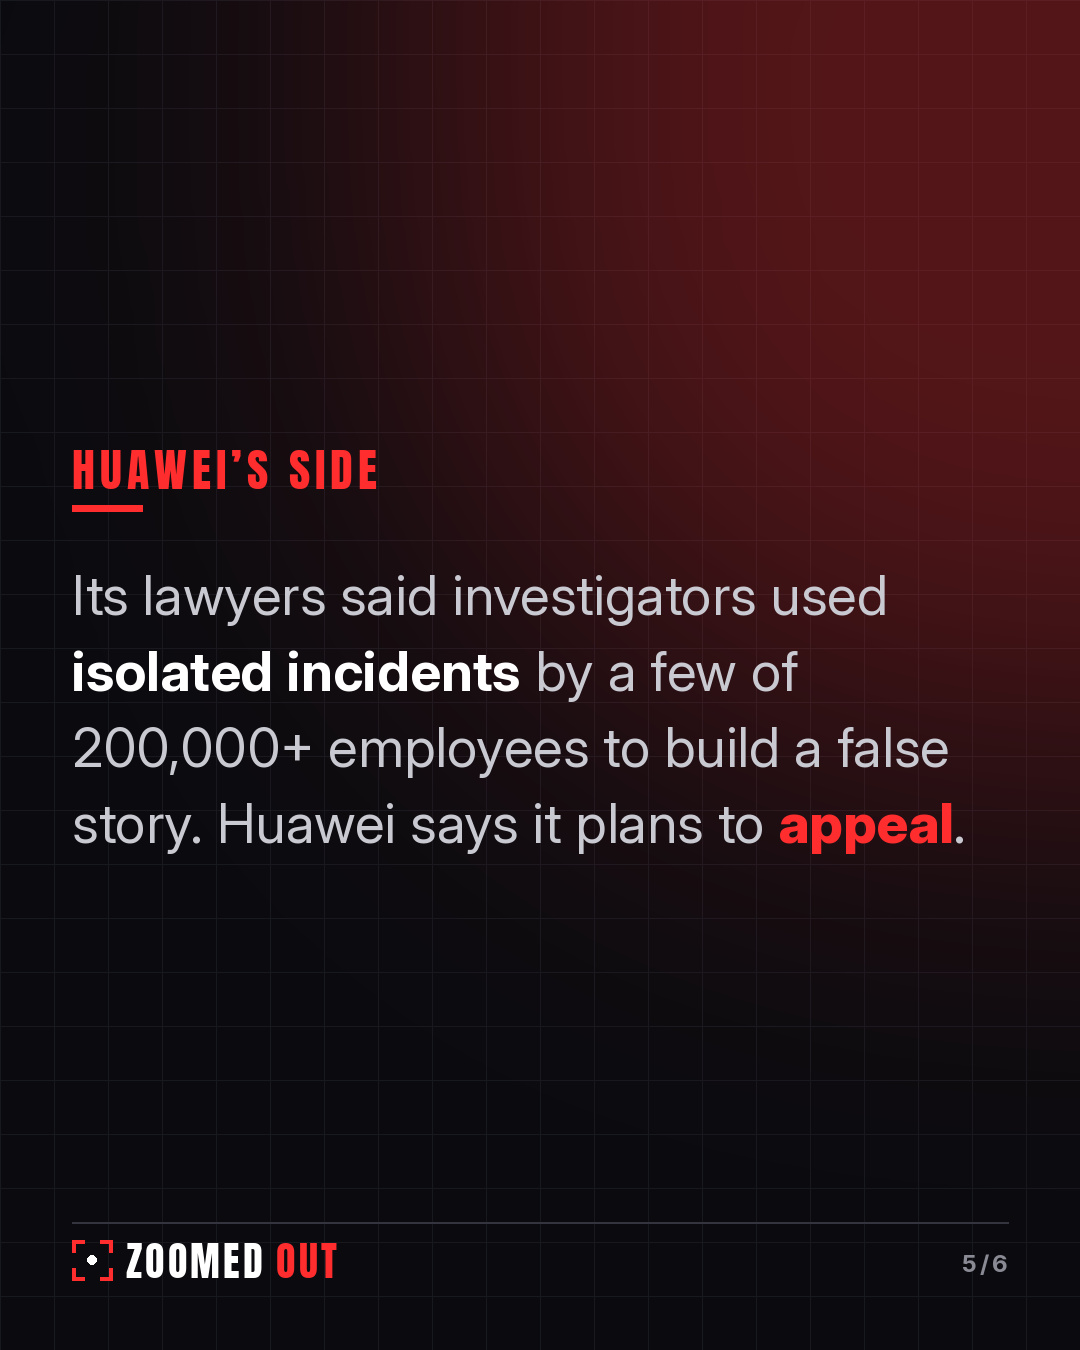 HUAWEI’S SIDE
Its lawyers said investigators used
isolated incidents by a few of
200,000+ employees to build a false
story. Huawei says it plans to appeal.
ZOOMED OUT
5/6